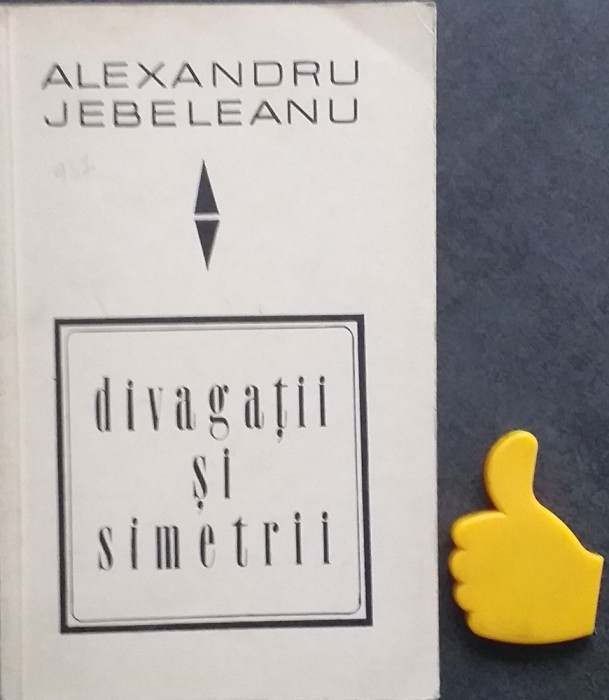 ALEXANDRU
JEBELEANU
divagații
și
simetrii